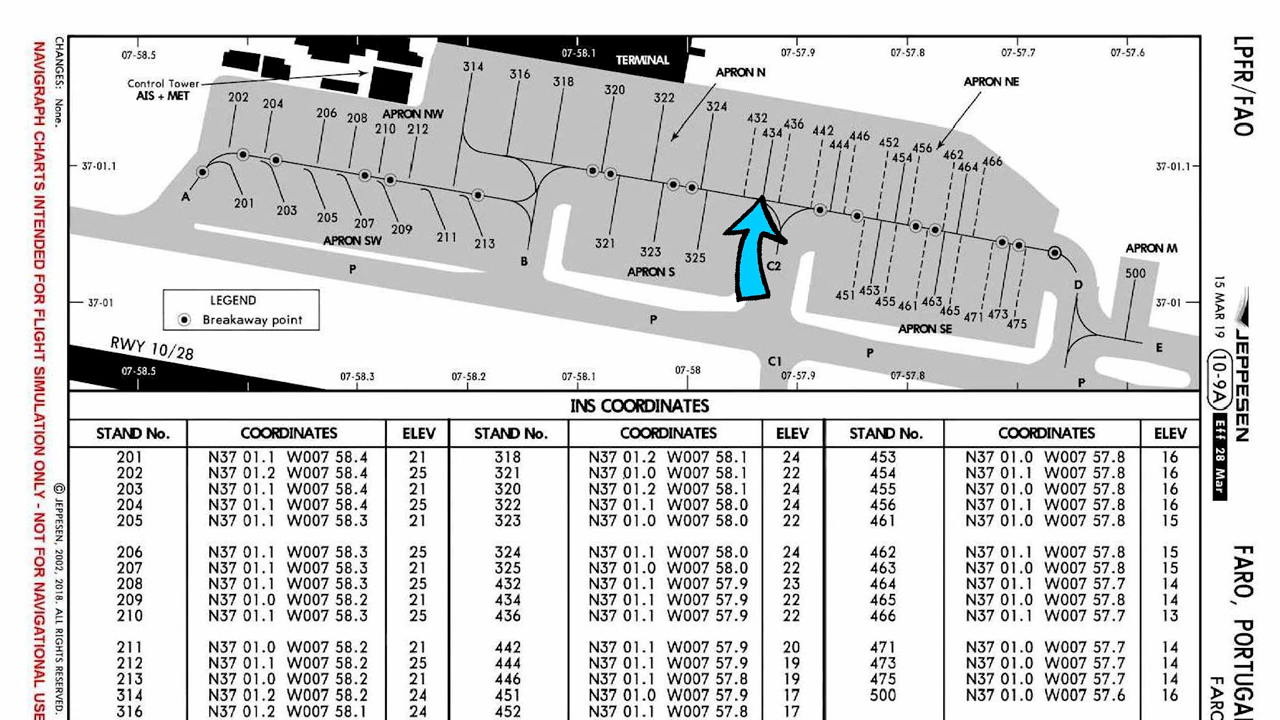 07-58.5 07-58.1 07-57.9 07-57.8 07-57.7 07-57.6
TERMINAL
Control Tower
AIS + MET
APRON N
APRON NE
APRON NW
314 316 318 320 322 324
202 204 206 208 210 212
432 434 436 442 444 446 452 454 456 462 464 466
37-01.1
37-01.1
A
201 203 205 207 209 211 213
APRON SW
P
B
321 323 325
APRON S
C2
451 453 455 461 463 465 471 473 475
APRON SE
APRON M
500
D
E
37-01
37-01
LEGEND
Breakaway point
P
P
P
C1
RWY 10/28
07-58.5 07-58.3 07-58.2 07-58.1 07-58 07-57.9 07-57.8
INS COORDINATES
STAND No. COORDINATES ELEV STAND No. COORDINATES ELEV STAND No. COORDINATES ELEV
201 N37 01.1 W007 58.4 21 318 N37 01.2 W007 58.1 24 453 N37 01.0 W007 57.8 16
202 N37 01.2 W007 58.4 25 321 N37 01.0 W007 58.1 22 454 N37 01.1 W007 57.8 16
203 N37 01.1 W007 58.4 21 320 N37 01.2 W007 58.1 24 455 N37 01.0 W007 57.8 16
204 N37 01.1 W007 58.4 25 322 N37 01.1 W007 58.0 24 456 N37 01.1 W007 57.8 16
205 N37 01.1 W007 58.3 21 323 N37 01.0 W007 58.0 22 461 N37 01.0 W007 57.8 15
206 N37 01.1 W007 58.3 25 324 N37 01.1 W007 58.0 24 462 N37 01.1 W007 57.8 15
207 N37 01.1 W007 58.3 21 325 N37 01.0 W007 58.0 22 463 N37 01.0 W007 57.8 15
208 N37 01.1 W007 58.3 25 432 N37 01.1 W007 57.9 23 464 N37 01.1 W007 57.7 14
209 N37 01.0 W007 58.2 21 434 N37 01.1 W007 57.9 22 465 N37 01.0 W007 57.8 14
210 N37 01.1 W007 58.3 25 436 N37 01.1 W007 57.9 22 466 N37 01.1 W007 57.7 13
211 N37 01.0 W007 58.2 21 442 N37 01.1 W007 57.9 20 471 N37 01.0 W007 57.7 14
212 N37 01.1 W007 58.2 25 444 N37 01.1 W007 57.9 19 473 N37 01.0 W007 57.7 14
213 N37 01.0 W007 58.2 21 446 N37 01.1 W007 57.8 19 475 N37 01.0 W007 57.7 14
314 N37 01.2 W007 58.2 24 451 N37 01.0 W007 57.9 17 500 N37 01.0 W007 57.6 16
316 N37 01.2 W007 58.1 24 452 N37 01.1 W007 57.8 17
CHANGES: None.
© JEPPESEN, 2002, 2018. ALL RIGHTS RESERVED.
NAVIGRAPH CHARTS INTENDED FOR FLIGHT SIMULATION ONLY - NOT FOR NAVIGATIONAL USE
LPFR/FAO
JEPPESEN
15 MAR 19 10-9A Eff 28 Mar
FARO, PORTUGAL